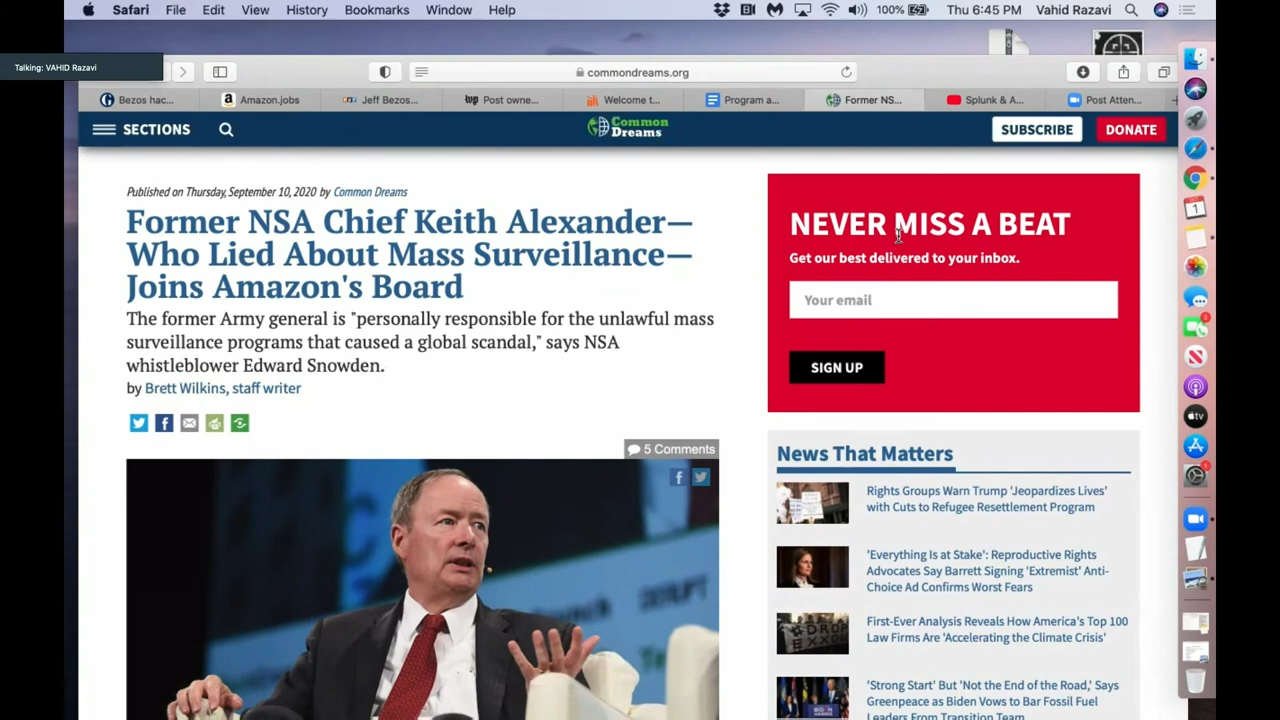 Safari File Edit View History Bookmarks Window Help 100% Thu 6:45 PM Vahid Razavi
Talking: VAHID Razavi
commondreams.org
Bezos hac... Amazon.jobs Jeff Bezos... Post owne... Welcome t... Program a... Former NS... Splunk & A... Post Atten...
SECTIONS
Common
Dreams
SUBSCRIBE DONATE
Published on Thursday, September 10, 2020 by Common Dreams
Former NSA Chief Keith Alexander—
Who Lied About Mass Surveillance—
Joins Amazon's Board
The former Army general is "personally responsible for the unlawful mass
surveillance programs that caused a global scandal," says NSA
whistleblower Edward Snowden.
by Brett Wilkins, staff writer
5 Comments
NEVER MISS A BEAT
Get our best delivered to your inbox.
Your email
SIGN UP
News That Matters
Rights Groups Warn Trump 'Jeopardizes Lives'
with Cuts to Refugee Resettlement Program
'Everything Is at Stake': Reproductive Rights
Advocates Say Barrett Signing 'Extremist' Anti-
Choice Ad Confirms Worst Fears
First-Ever Analysis Reveals How America's Top 100
Law Firms Are 'Accelerating the Climate Crisis'
'Strong Start' But 'Not the End of the Road,' Says
Greenpeace as Biden Vows to Bar Fossil Fuel
Leaders From Transition Team